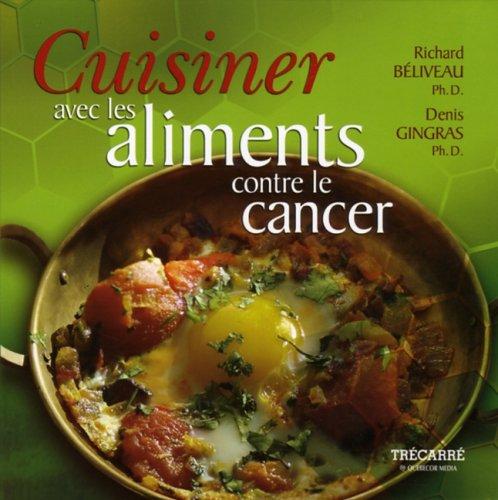 Cuisiner
avec les
aliments
contre le
cancer
Richard
BÉLIVEAU
Ph.D.
Denis
GINGRAS
Ph.D.
TRÉCARRÉ
QUEBECOR MEDIA